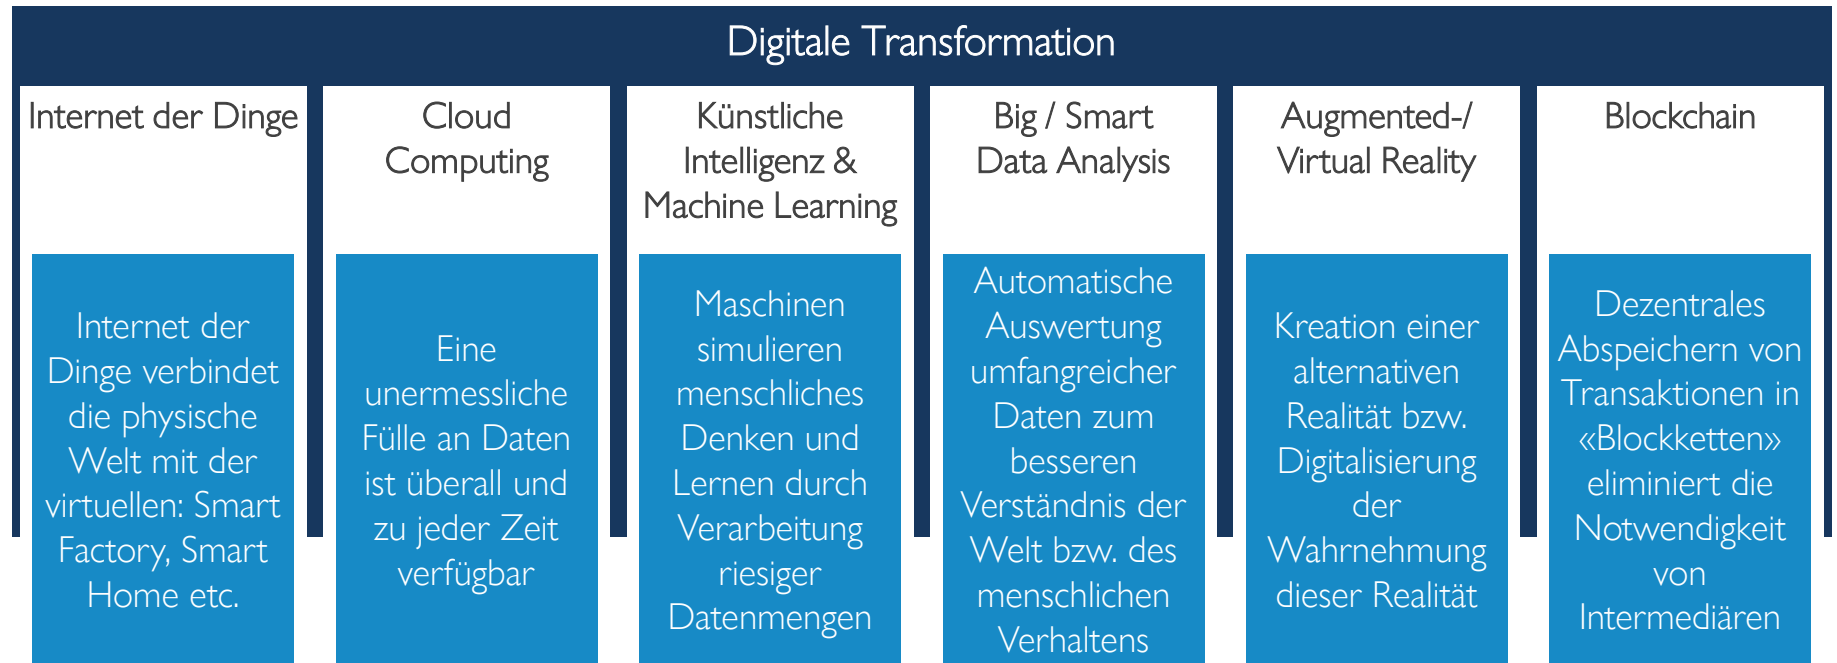 Digitale Transformation
Internet der Dinge
Internet der
Dinge verbindet
die physische
Welt mit der
virtuellen: Smart
Factory, Smart
Home etc.
Cloud
Computing
Eine
unermessliche
Fülle an Daten
ist überall und
zu jeder Zeit
verfügbar
Künstliche
Intelligenz &
Machine Learning
Maschinen
simulieren
menschliches
Denken und
Lernen durch
Verarbeitung
riesiger
Datenmengen
Big / Smart
Data Analysis
Automatische
Auswertung
umfangreicher
Daten zum
besseren
Verständnis der
Welt bzw. des
menschlichen
Verhaltens
Augmented-/
Virtual Reality
Kreation einer
alternativen
Realität bzw.
Digitalisierung
der
Wahrnehmung
dieser Realität
Blockchain
Dezentrales
Abspeichern von
Transaktionen in
«Blockketten»
eliminiert die
Notwendigkeit
von
Intermediären